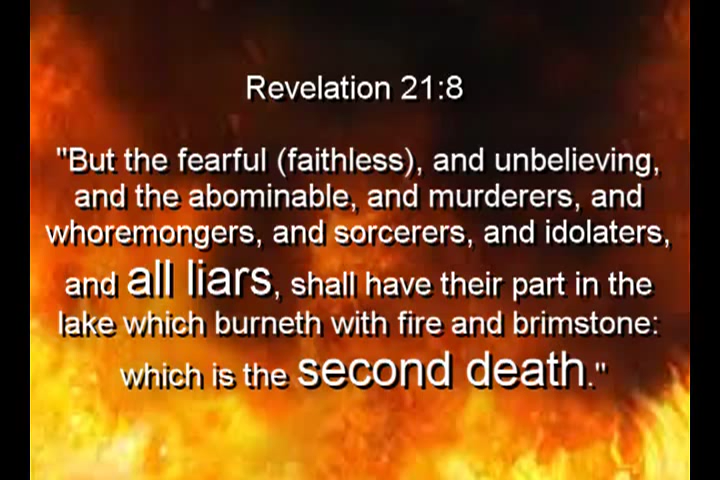 Revelation 21:8
"But the fearful (faithless), and unbelieving,
and the abominable, and murderers, and
whoremongers, and sorcerers, and idolaters,
and all liars, shall have their part in the
lake which burneth with fire and brimstone:
which is the second death."